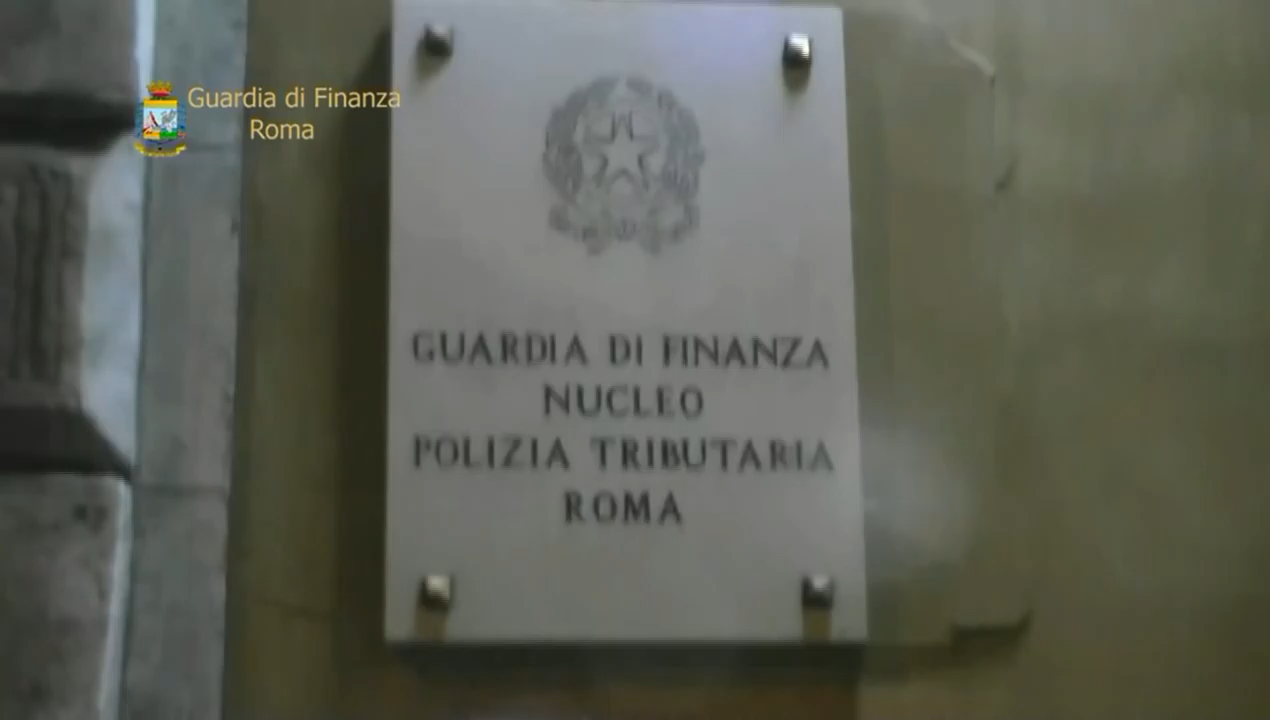 Guardia di Finanza
Roma
GUARDIA DI FINANZA
NUCLEO
POLIZIA TRIBUTARIA
ROMA